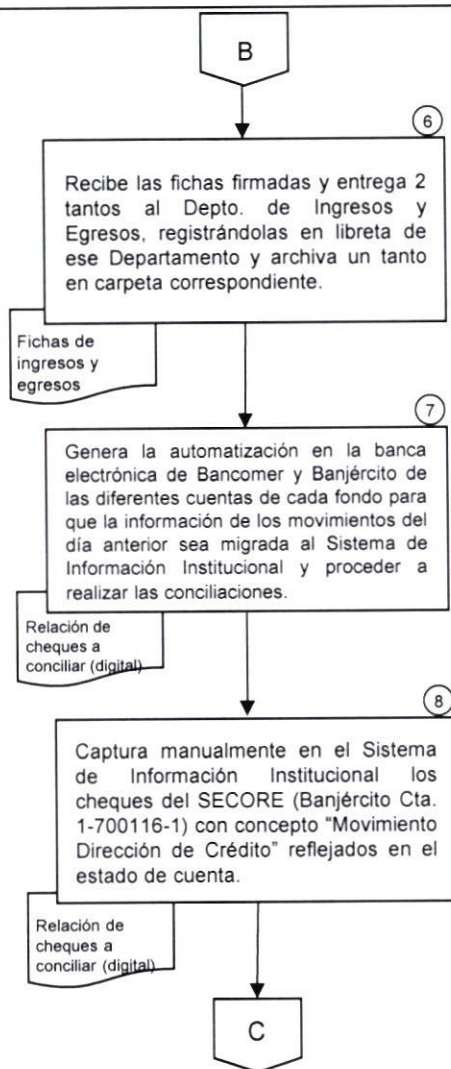 B
6
Recibe las fichas firmadas y entrega 2
tantos al Depto. de Ingresos y
Egresos, registrándolas en libreta de
ese Departamento y archiva un tanto
en carpeta correspondiente.
Fichas de
ingresos y
egresos
7
Genera la automatización en la banca
electrónica de Bancomer y Banjército de
las diferentes cuentas de cada fondo para
que la información de los movimientos del
día anterior sea migrada al Sistema de
Información Institucional y proceder a
realizar las conciliaciones.
Relación de
cheques a
conciliar (digital)
8
Captura manualmente en el Sistema
de Información Institucional los
cheques del SECORE (Banjército Cta.
1-700116-1) con concepto "Movimiento
Dirección de Crédito" reflejados en el
estado de cuenta.
Relación de
cheques a
conciliar (digital)
C